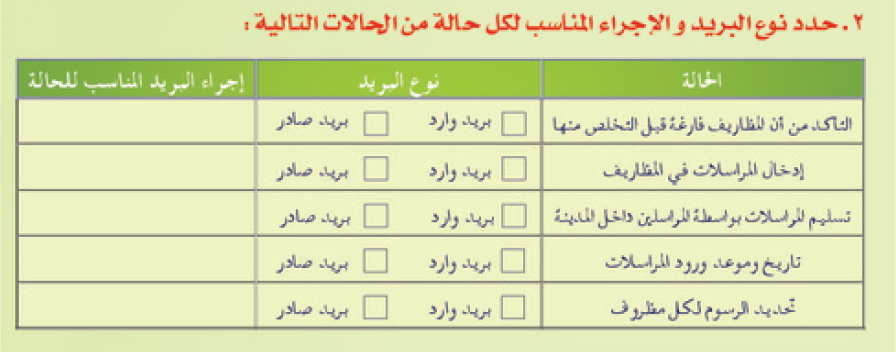 ٢. حدد نوع البريد و الإجراء المناسب لكل حالة من الحالات التالية :
الحالة نوع البريد إجراء البريد المناسب للحالة
التاكد من أن المظاريف فارغة قبل التخلص منها بريد وارد بريد صادر
إدخال المراسلات في المظاريف بريد وارد بريد صادر
تسليم المراسلات بواسطة المراسلين داخل المدينة بريد وارد بريد صادر
تاريخ وموعد ورود المراسلات بريد وارد بريد صادر
تحديد الرسوم لكل مظروف بريد وارد بريد صادر